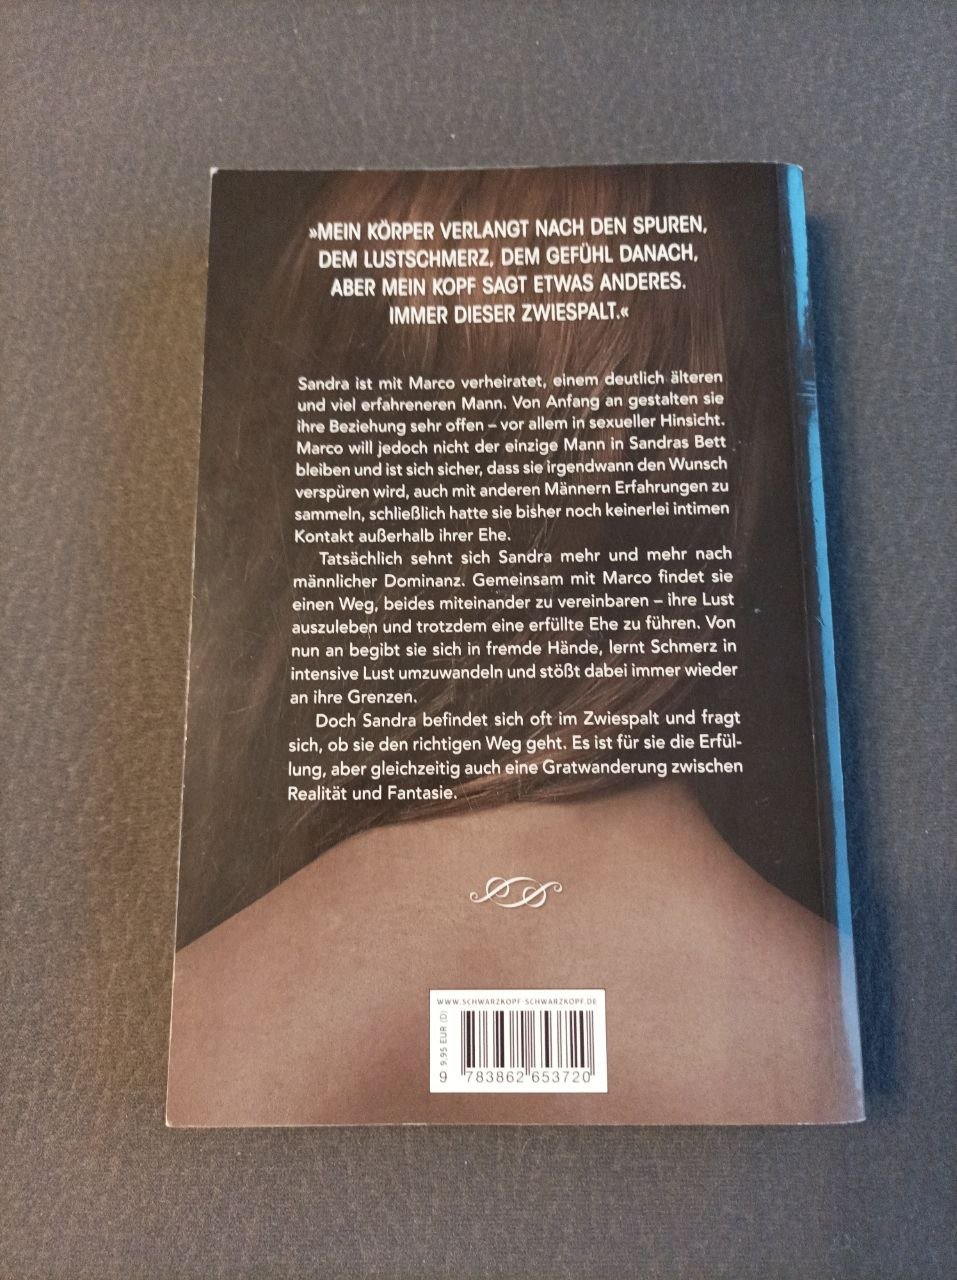 »MEIN KÖRPER VERLANGT NACH DEN SPUREN,
DEM LUSTSCHMERZ, DEM GEFÜHL DANACH,
ABER MEIN KOPF SAGT ETWAS ANDERES.
IMMER DIESER ZWIESPALT.«
Sandra ist mit Marco verheiratet, einem deutlich älteren
und viel erfahreneren Mann. Von Anfang an gestalten sie
ihre Beziehung sehr offen – vor allem in sexueller Hinsicht.
Marco will jedoch nicht der einzige Mann in Sandras Bett
bleiben und ist sich sicher, dass sie irgendwann den Wunsch
verspüren wird, auch mit anderen Männern Erfahrungen zu
sammeln, schließlich hatte sie bisher noch keinerlei intimen
Kontakt außerhalb ihrer Ehe.
Tatsächlich sehnt sich Sandra mehr und mehr nach
männlicher Dominanz. Gemeinsam mit Marco findet sie
einen Weg, beides miteinander zu vereinbaren – ihre Lust
auszuleben und trotzdem eine erfüllte Ehe zu führen. Von
nun an begibt sie sich in fremde Hände, lernt Schmerz in
intensive Lust umzuwandeln und stößt dabei immer wieder
an ihre Grenzen.
Doch Sandra befindet sich oft im Zwiespalt und fragt
sich, ob sie den richtigen Weg geht. Es ist für sie die Erfül-
lung, aber gleichzeitig auch eine Gratwanderung zwischen
Realität und Fantasie.
WWW.SCHWARZKOPF-SCHWARZKOPF.DE
9.95 EUR (D)
9 783862 653720